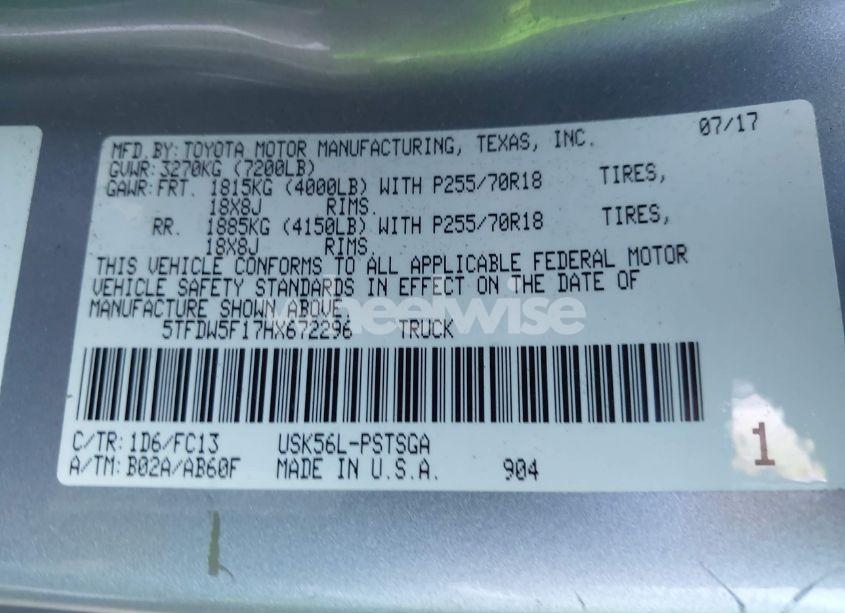 MFD.BY: TOYOTA MOTOR MANUFACTURING, TEXAS, INC. 07/17
GVWR: 3270KG (7200LB)
GAWR: FRT. 1815KG (4000LB) WITH P255/70R18 TIRES,
18X8J RIMS.
RR. 1885KG (4150LB) WITH P255/70R18 TIRES,
18X8J RIMS.
THIS VEHICLE CONFORMS TO ALL APPLICABLE FEDERAL MOTOR
VEHICLE SAFETY STANDARDS IN EFFECT ON THE DATE OF
MANUFACTURE SHOWN ABOVE.
wheelwise
5TFDW5F17HX672296 TRUCK
C/TR: 1D6/FC13 USK56L-PSTSGA
A/TM: B02A/AB60F MADE IN U.S.A. 904
1